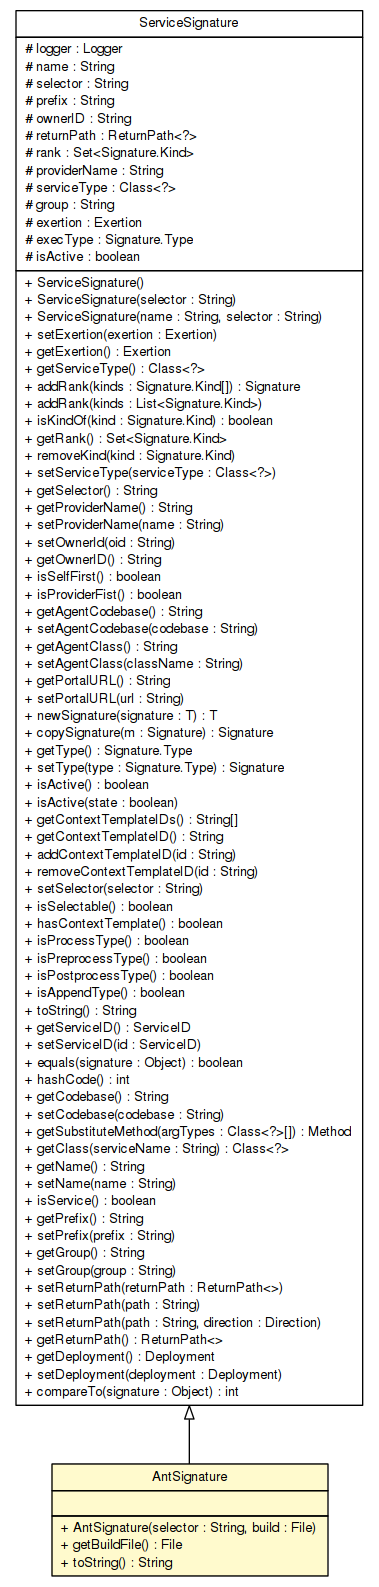 ServiceSignature
# logger : Logger
# name : String
# selector : String
# prefix : String
# ownerID : String
# returnPath : ReturnPath<?>
# rank : Set<Signature.Kind>
# providerName : String
# serviceType : Class<?>
# group : String
# exertion : Exertion
# execType : Signature.Type
# isActive : boolean
+ ServiceSignature()
+ ServiceSignature(selector : String)
+ ServiceSignature(name : String, selector : String)
+ setExertion(exertion : Exertion)
+ getExertion() : Exertion
+ getServiceType() : Class<?>
+ addRank(kinds : Signature.Kind[]) : Signature
+ addRank(kinds : List<Signature.Kind>)
+ isKindOf(kind : Signature.Kind) : boolean
+ getRank() : Set<Signature.Kind>
+ removeKind(kind : Signature.Kind)
+ setServiceType(serviceType : Class<?>)
+ getSelector() : String
+ getProviderName() : String
+ setProviderName(name : String)
+ setOwnerId(oid : String)
+ getOwnerID() : String
+ isSelfFirst() : boolean
+ isProviderFist() : boolean
+ getAgentCodebase() : String
+ setAgentCodebase(codebase : String)
+ getAgentClass() : String
+ setAgentClass(className : String)
+ getPortalURL() : String
+ setPortalURL(url : String)
+ newSignature(signature : T) : T
+ copySignature(m : Signature) : Signature
+ getType() : Signature.Type
+ setType(type : Signature.Type) : Signature
+ isActive() : boolean
+ isActive(state : boolean)
+ getContextTemplateIDs() : String[]
+ getContextTemplateID() : String
+ addContextTemplateID(id : String)
+ removeContextTemplateID(id : String)
+ setSelector(selector : String)
+ isSelectable() : boolean
+ hasContextTemplate() : boolean
+ isProcessType() : boolean
+ isPreprocessType() : boolean
+ isPostprocessType() : boolean
+ isAppendType() : boolean
+ toString() : String
+ getServiceID() : ServiceID
+ setServiceID(id : ServiceID)
+ equals(signature : Object) : boolean
+ hashCode() : int
+ getCodebase() : String
+ setCodebase(codebase : String)
+ getSubstituteMethod(argTypes : Class<?>[]) : Method
+ getClass(serviceName : String) : Class<?>
+ getName() : String
+ setName(name : String)
+ isService() : boolean
+ getPrefix() : String
+ setPrefix(prefix : String)
+ getGroup() : String
+ setGroup(group : String)
+ setReturnPath(returnPath : ReturnPath<>)
+ setReturnPath(path : String)
+ setReturnPath(path : String, direction : Direction)
+ getReturnPath() : ReturnPath<>
+ getDeployment() : Deployment
+ setDeployment(deployment : Deployment)
+ compareTo(signature : Object) : int
AntSignature
+ AntSignature(selector : String, build : File)
+ getBuildFile() : File
+ toString() : String